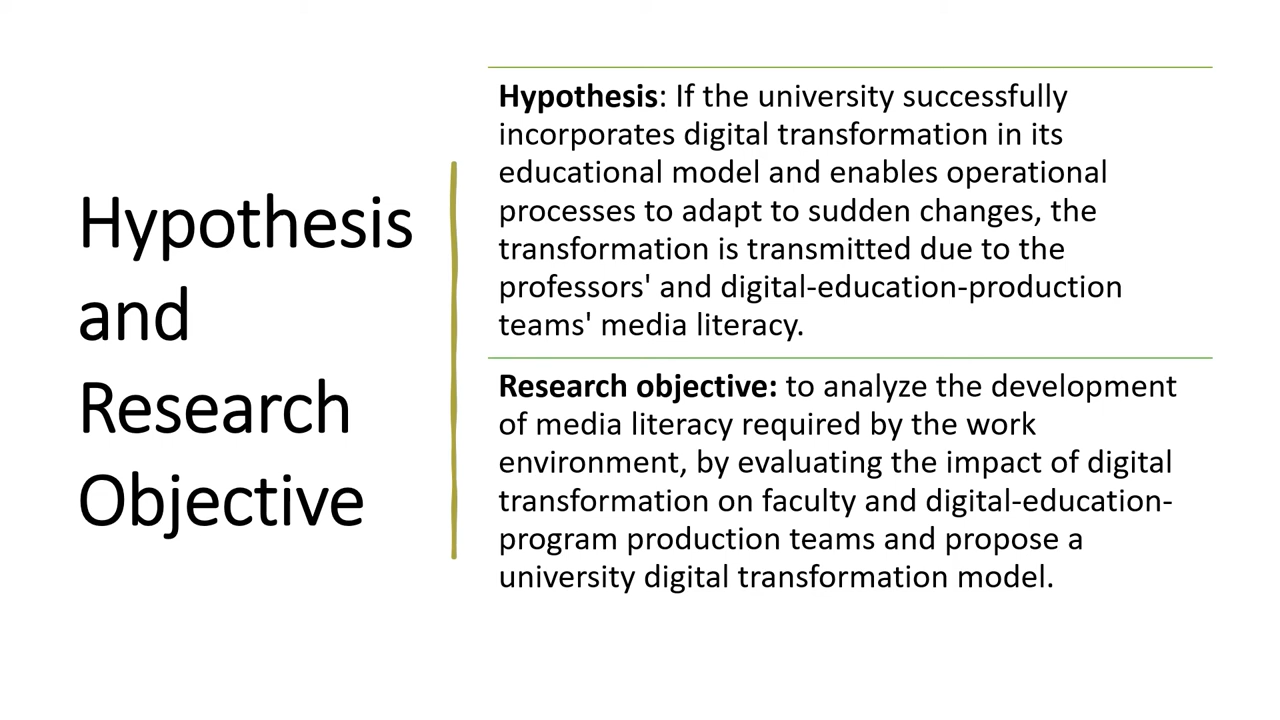 Hypothesis
and
Research
Objective
Hypothesis: If the university successfully
incorporates digital transformation in its
educational model and enables operational
processes to adapt to sudden changes, the
transformation is transmitted due to the
professors' and digital-education-production
teams' media literacy.
Research objective: to analyze the development
of media literacy required by the work
environment, by evaluating the impact of digital
transformation on faculty and digital-education-
program production teams and propose a
university digital transformation model.